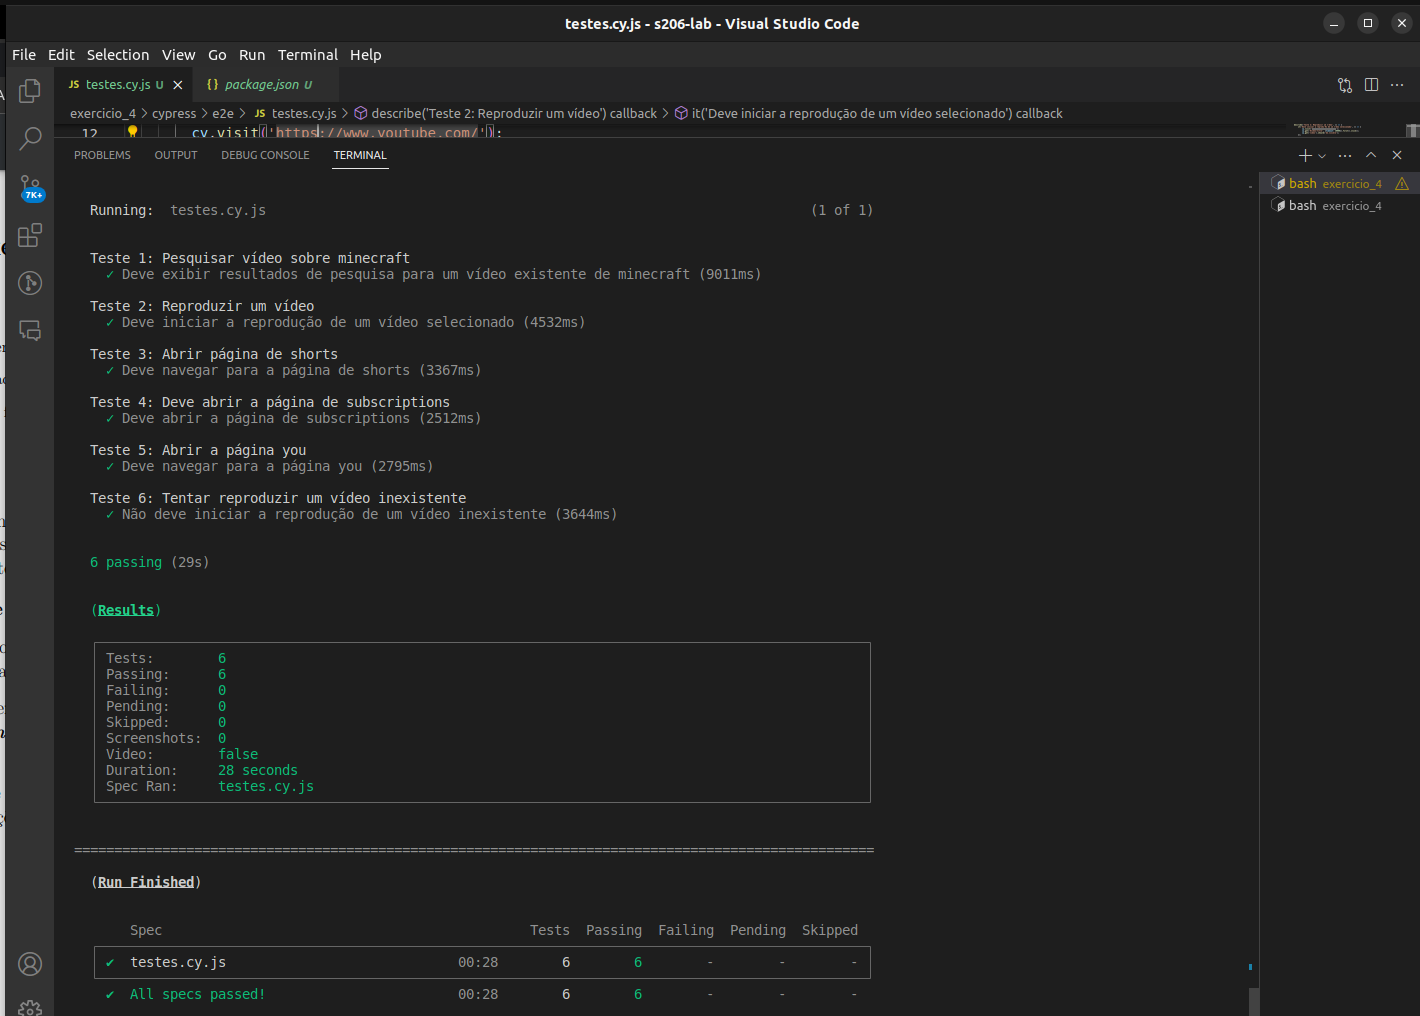 testes.cy.js - s206-lab - Visual Studio Code
File Edit Selection View Go Run Terminal Help
JS testes.cy.js U
{ } package.json U
exercicio_4 > cypress > e2e > JS testes.cy.js > describe('Teste 2: Reproduzir um vídeo') callback > it('Deve iniciar a reprodução de um vídeo selecionado') callback
12 cy.visit('https://www.youtube.com/');
PROBLEMS OUTPUT DEBUG CONSOLE TERMINAL
7K+
bash exercicio_4
bash exercicio_4
Running: testes.cy.js (1 of 1)
Teste 1: Pesquisar vídeo sobre minecraft
✓ Deve exibir resultados de pesquisa para um vídeo existente de minecraft (9011ms)
Teste 2: Reproduzir um vídeo
✓ Deve iniciar a reprodução de um vídeo selecionado (4532ms)
Teste 3: Abrir página de shorts
✓ Deve navegar para a página de shorts (3367ms)
Teste 4: Deve abrir a página de subscriptions
✓ Deve abrir a página de subscriptions (2512ms)
Teste 5: Abrir a página you
✓ Deve navegar para a página you (2795ms)
Teste 6: Tentar reproduzir um vídeo inexistente
✓ Não deve iniciar a reprodução de um vídeo inexistente (3644ms)
6 passing (29s)
(Results)
Tests: 6
Passing: 6
Failing: 0
Pending: 0
Skipped: 0
Screenshots: 0
Video: false
Duration: 28 seconds
Spec Ran: testes.cy.js
====================================================================================================
(Run Finished)
Spec Tests Passing Failing Pending Skipped
✔ testes.cy.js 00:28 6 6 - - -
✔ All specs passed! 00:28 6 6 - - -